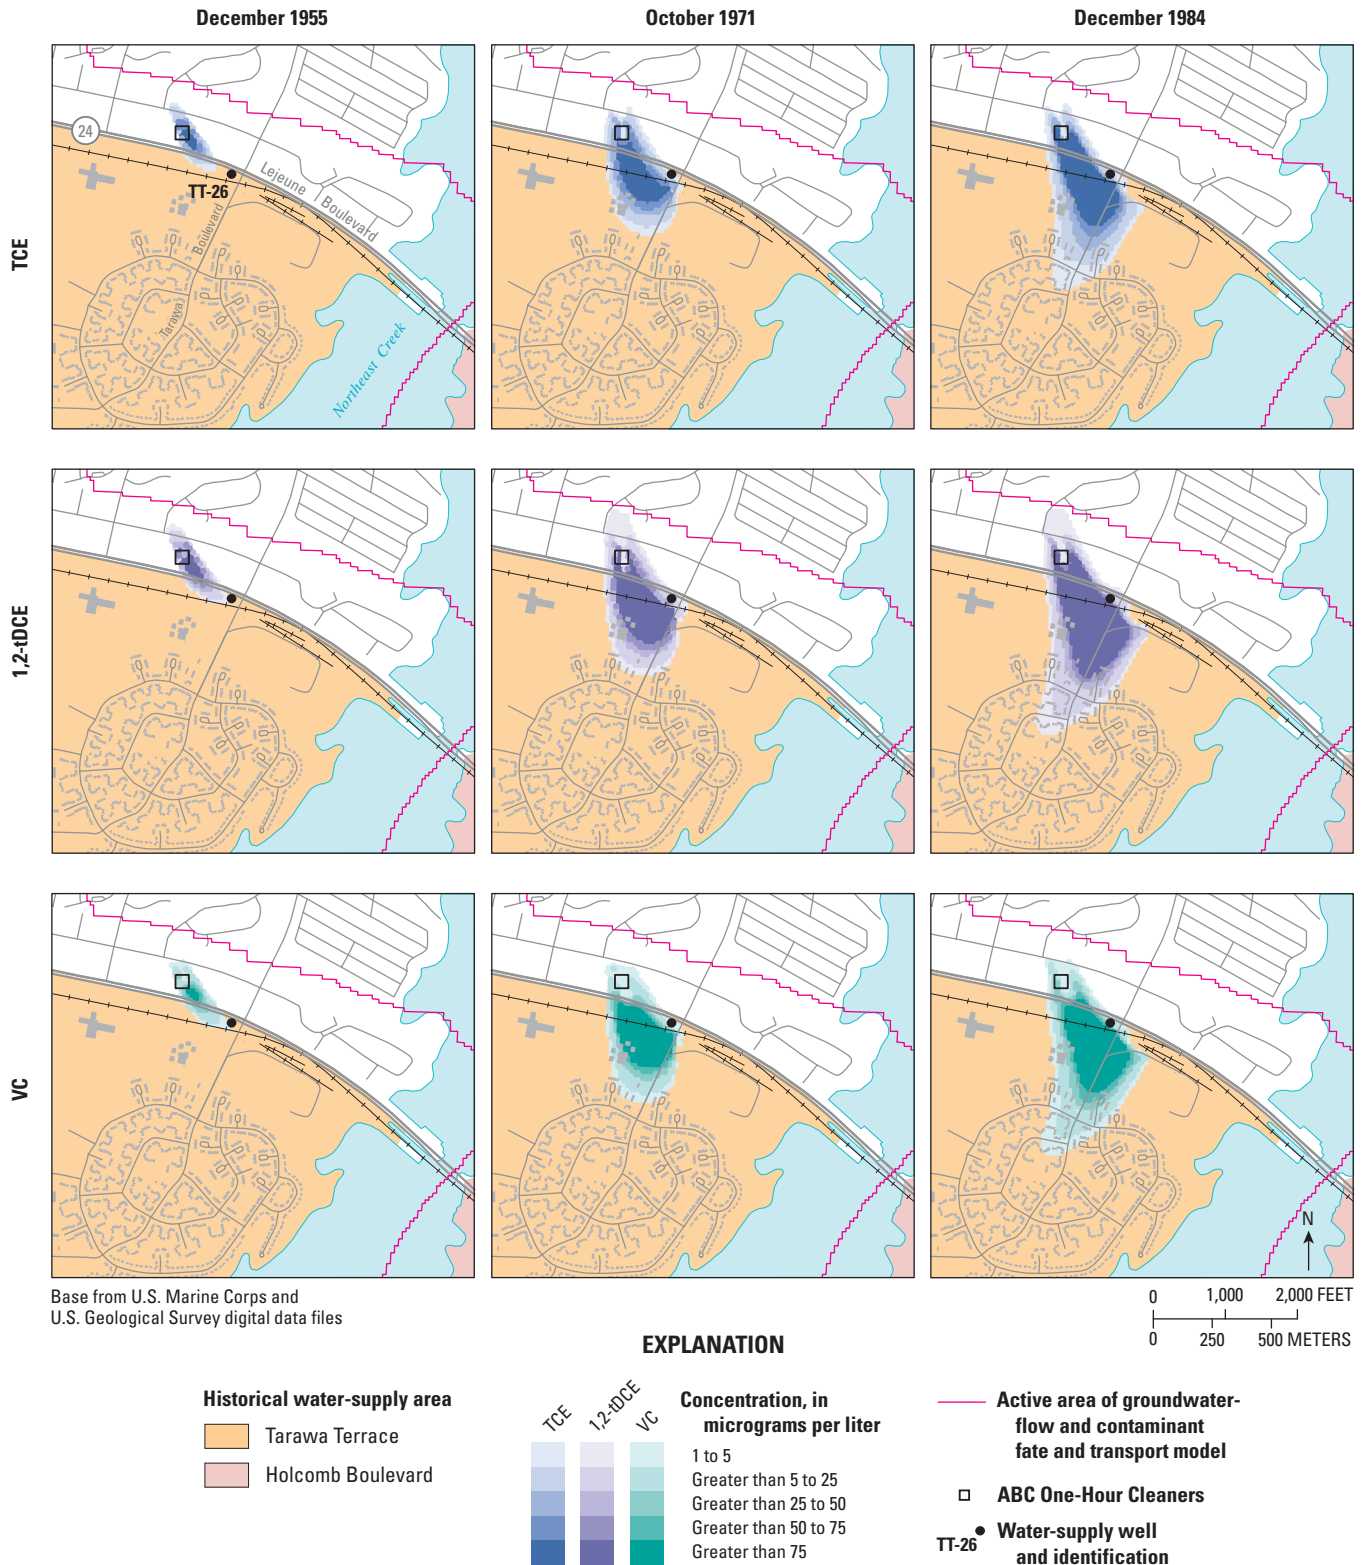 December 1955
October 1971
December 1984
TCE
24
TT-26
Lejeune
Boulevard
Boulevard
Tarawa
Northeast Creek
1,2-tDCE
VC
N
Base from U.S. Marine Corps and
U.S. Geological Survey digital data files
0 1,000 2,000 FEET
0 250 500 METERS
EXPLANATION
Historical water-supply area
Tarawa Terrace
Holcomb Boulevard
TCE
1,2-tDCE
VC
Concentration, in
micrograms per liter
1 to 5
Greater than 5 to 25
Greater than 25 to 50
Greater than 50 to 75
Greater than 75
Active area of groundwater-
flow and contaminant
fate and transport model
ABC One-Hour Cleaners
TT-26
Water-supply well
and identification